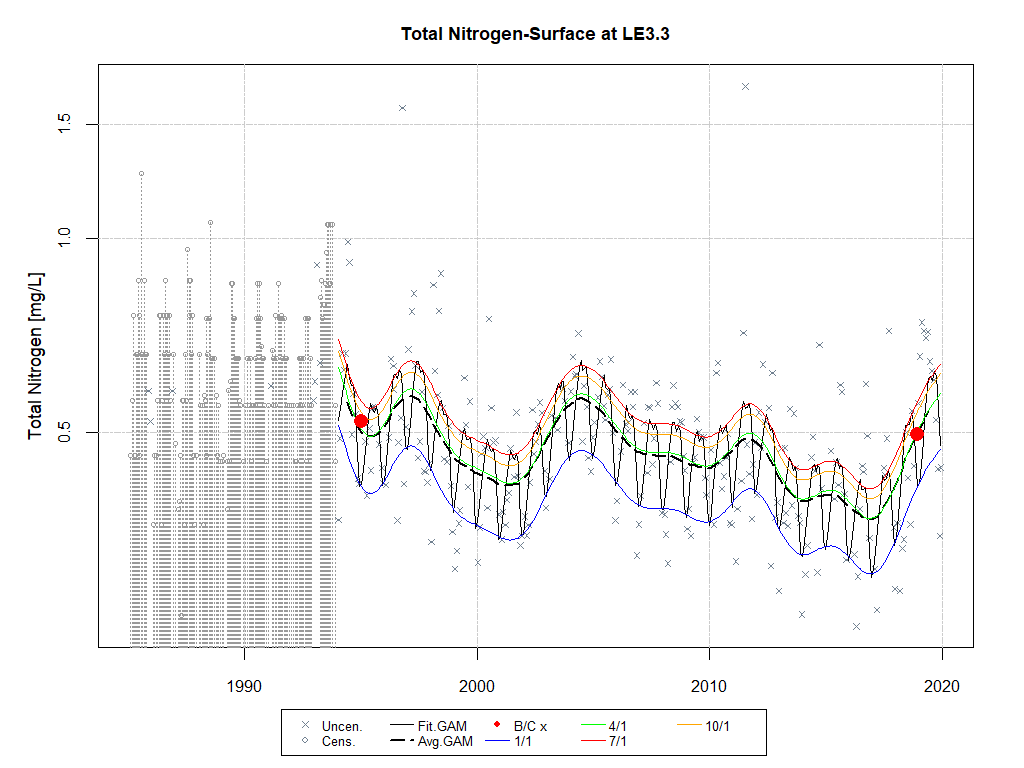 Total Nitrogen-Surface at LE3.3
Total Nitrogen [mg/L]
1.5
1.0
0.5
1990 2000 2010 2020
Uncen. Fit.GAM B/C x 4/1 10/1
Cens. Avg.GAM 1/1 7/1